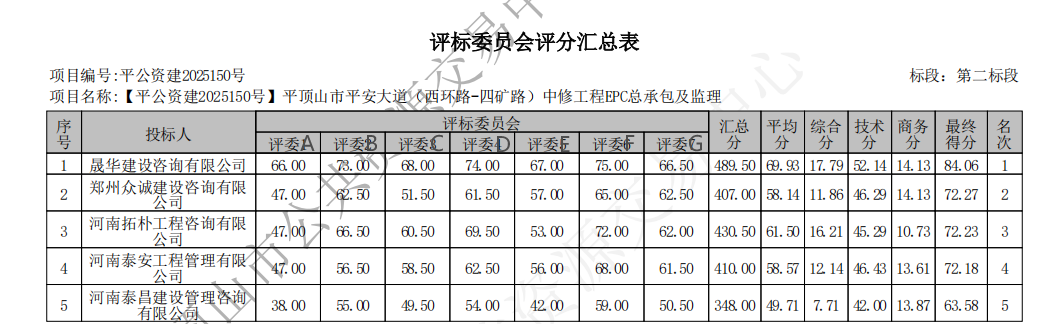 评标委员会评分汇总表
项目编号:平公资建2025150号 标段：第二标段
项目名称:【平公资建2025150号】平顶山市平安大道（西环路-四矿路）中修工程EPC总承包及监理
序号 投标人 评标委员会 汇总分 平均分 综合分 技术分 商务分 最终得分 名次
评委A 评委B 评委C 评委D 评委E 评委F 评委G
1 晟华建设咨询有限公司 66.00 73.00 68.00 74.00 67.00 75.00 66.50 489.50 69.93 17.79 52.14 14.13 84.06 1
2 郑州众诚建设咨询有限公司 47.00 62.50 51.50 61.50 57.00 65.00 62.50 407.00 58.14 11.86 46.29 14.13 72.27 2
3 河南拓朴工程咨询有限公司 47.00 66.50 60.50 69.50 53.00 72.00 62.00 430.50 61.50 16.21 45.29 10.73 72.23 3
4 河南泰安工程管理有限公司 47.00 56.50 58.50 62.50 56.00 68.00 61.50 410.00 58.57 12.14 46.43 13.61 72.18 4
5 河南泰昌建设管理咨询有限公司 38.00 55.00 49.50 54.00 42.00 59.00 50.50 348.00 49.71 7.71 42.00 13.87 63.58 5